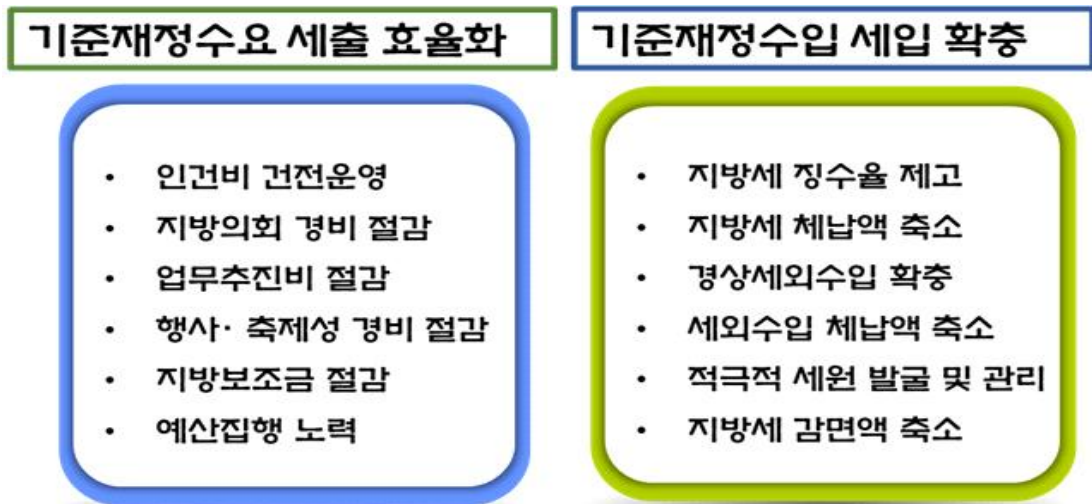 기준재정수요 세출 효율화
• 인건비 건전운영
• 지방의회 경비 절감
• 업무추진비 절감
• 행사· 축제성 경비 절감
• 지방보조금 절감
• 예산집행 노력
기준재정수입 세입 확충
• 지방세 징수율 제고
• 지방세 체납액 축소
• 경상세외수입 확충
• 세외수입 체납액 축소
• 적극적 세원 발굴 및 관리
• 지방세 감면액 축소